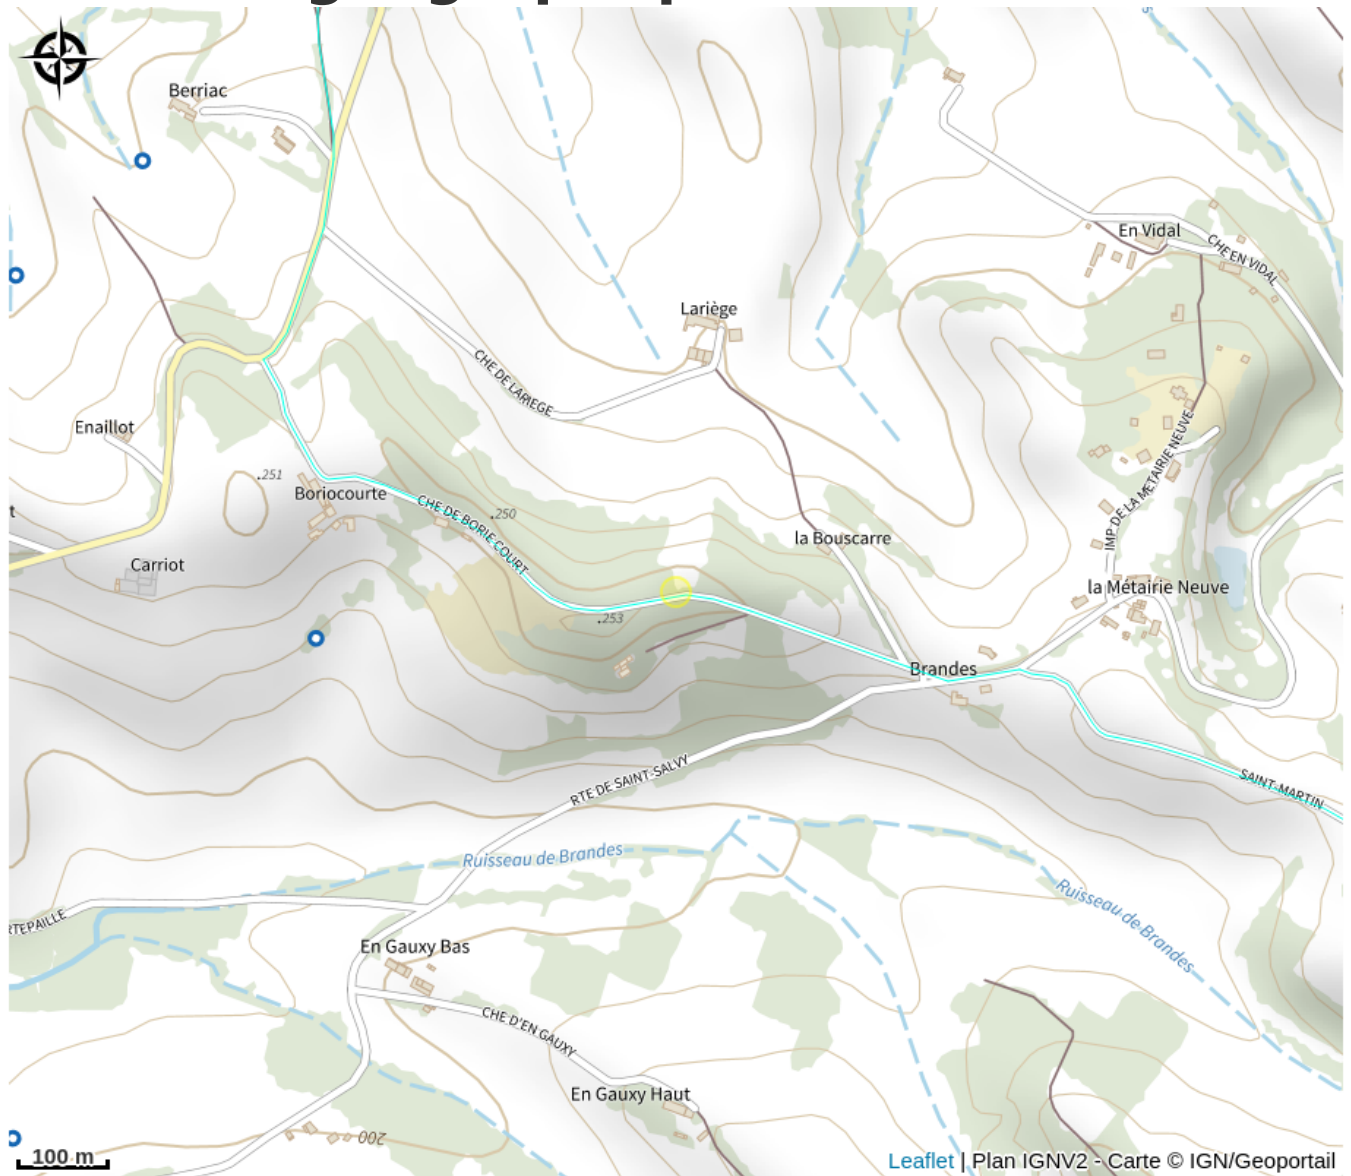 Berriac
En Vidal
CHE EN VIDAL
Lariège
CHE DE LARIEGE
Enaillot
.251
Boriocourte
CHE DE BORIE COURT
.250
IMP DE LA METAIRIE NEUVE
t
la Bouscarre
Carriot
la Métairie Neuve
.253
Brandes
RTE DE SAINT-SALVY
SAINT-MARTIN
Ruisseau de Brandes
Ruisseau de Brandes
RTEPAILLE
En Gauxy Bas
CHE D'EN GAUXY
En Gauxy Haut
200
100 m
Leaflet | Plan IGNV2 - Carte © IGN/Geoportail